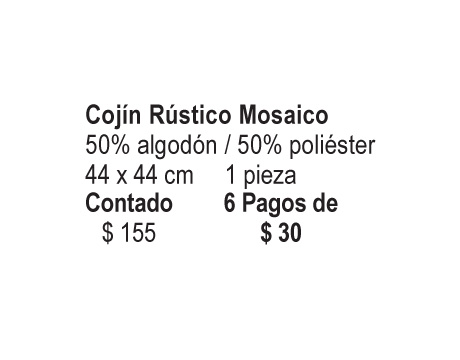 Cojín Rústico Mosaico
50% algodón / 50% poliéster
44 x 44 cm 1 pieza
Contado 6 Pagos de
$ 155 $ 30